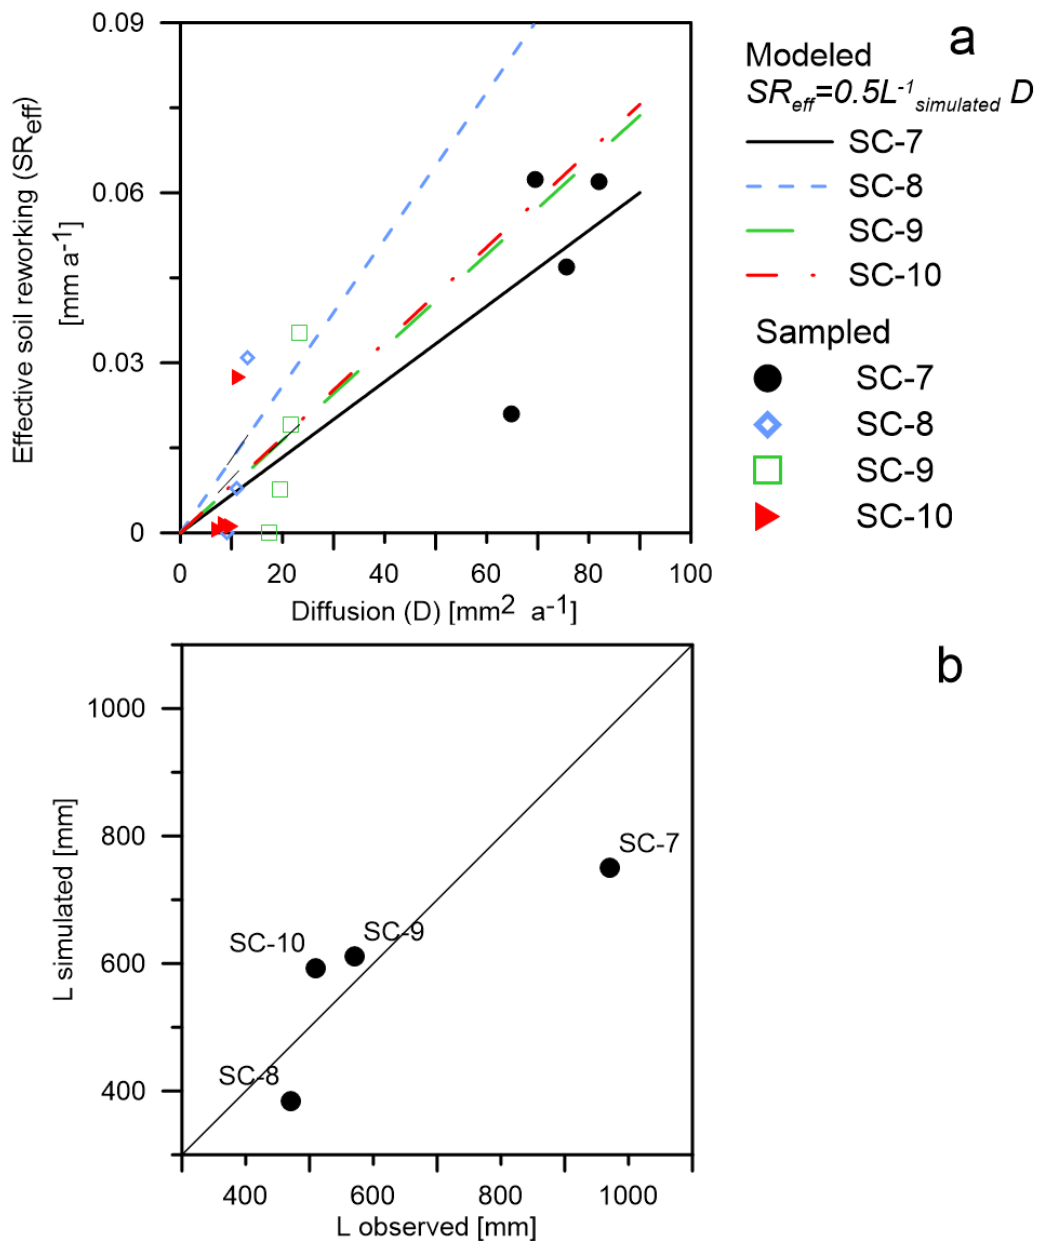 a
0.09
0.06
0.03
0
Effective soil reworking (SReff)
[mm a-1]
0 20 40 60 80 100
Diffusion (D) [mm2 a-1]
Modeled
SReff=0.5L-1simulated D
SC-7
SC-8
SC-9
SC-10
Sampled
SC-7
SC-8
SC-9
SC-10
b
1000
800
600
400
L simulated [mm]
SC-7
SC-9
SC-10
SC-8
400 600 800 1000
L observed [mm]